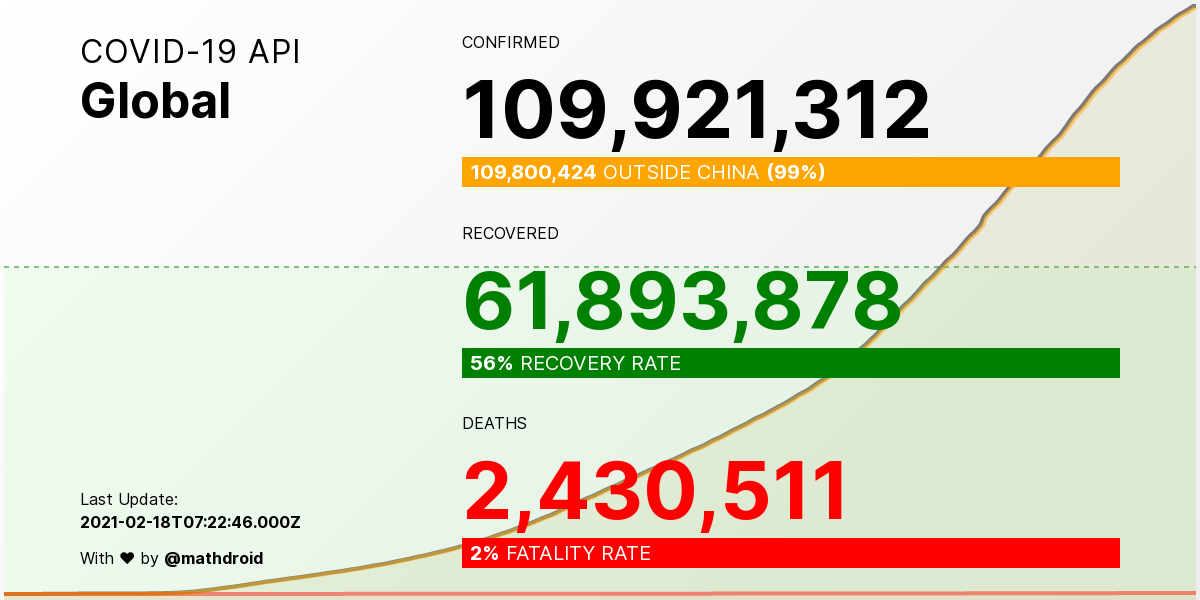 COVID-19 API
Global
CONFIRMED
109,921,312
109,800,424 OUTSIDE CHINA (99%)
RECOVERED
61,893,878
56% RECOVERY RATE
DEATHS
2,430,511
2% FATALITY RATE
Last Update:
2021-02-18T07:22:46.000Z
With ♥ by @mathdroid